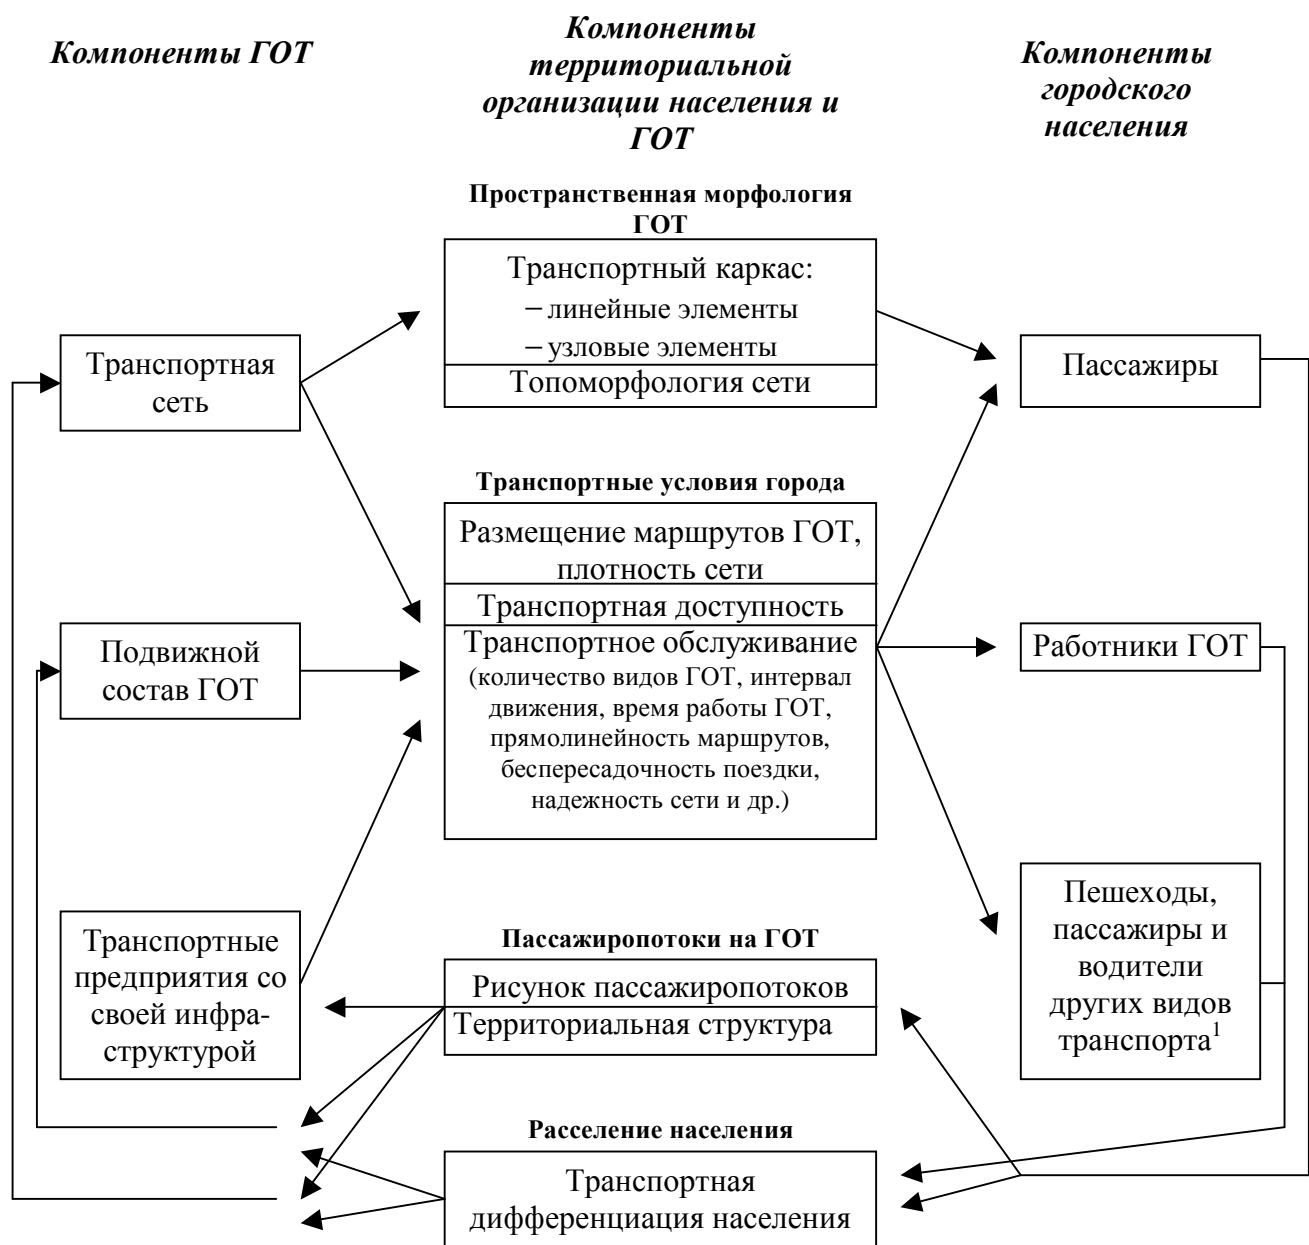 Компоненты ГОТ
Компоненты
территориальной
организации населения и
ГОТ
Компоненты
городского
населения
Пространственная морфология
ГОТ
Транспортный каркас:
– линейные элементы
– узловые элементы
Топоморфология сети
Транспортная
сеть
Пассажиры
Транспортные условия города
Размещение маршрутов ГОТ,
плотность сети
Транспортная доступность
Транспортное обслуживание
(количество видов ГОТ, интервал
движения, время работы ГОТ,
прямолинейность маршрутов,
беспересадочность поездки,
надежность сети и др.)
Подвижной
состав ГОТ
Работники ГОТ
Транспортные
предприятия со
своей инфра-
структурой
Пассажиропотоки на ГОТ
Рисунок пассажиропотоков
Территориальная структура
Пешеходы,
пассажиры и
водители
других видов
транспорта¹
Расселение населения
Транспортная
дифференциация населения